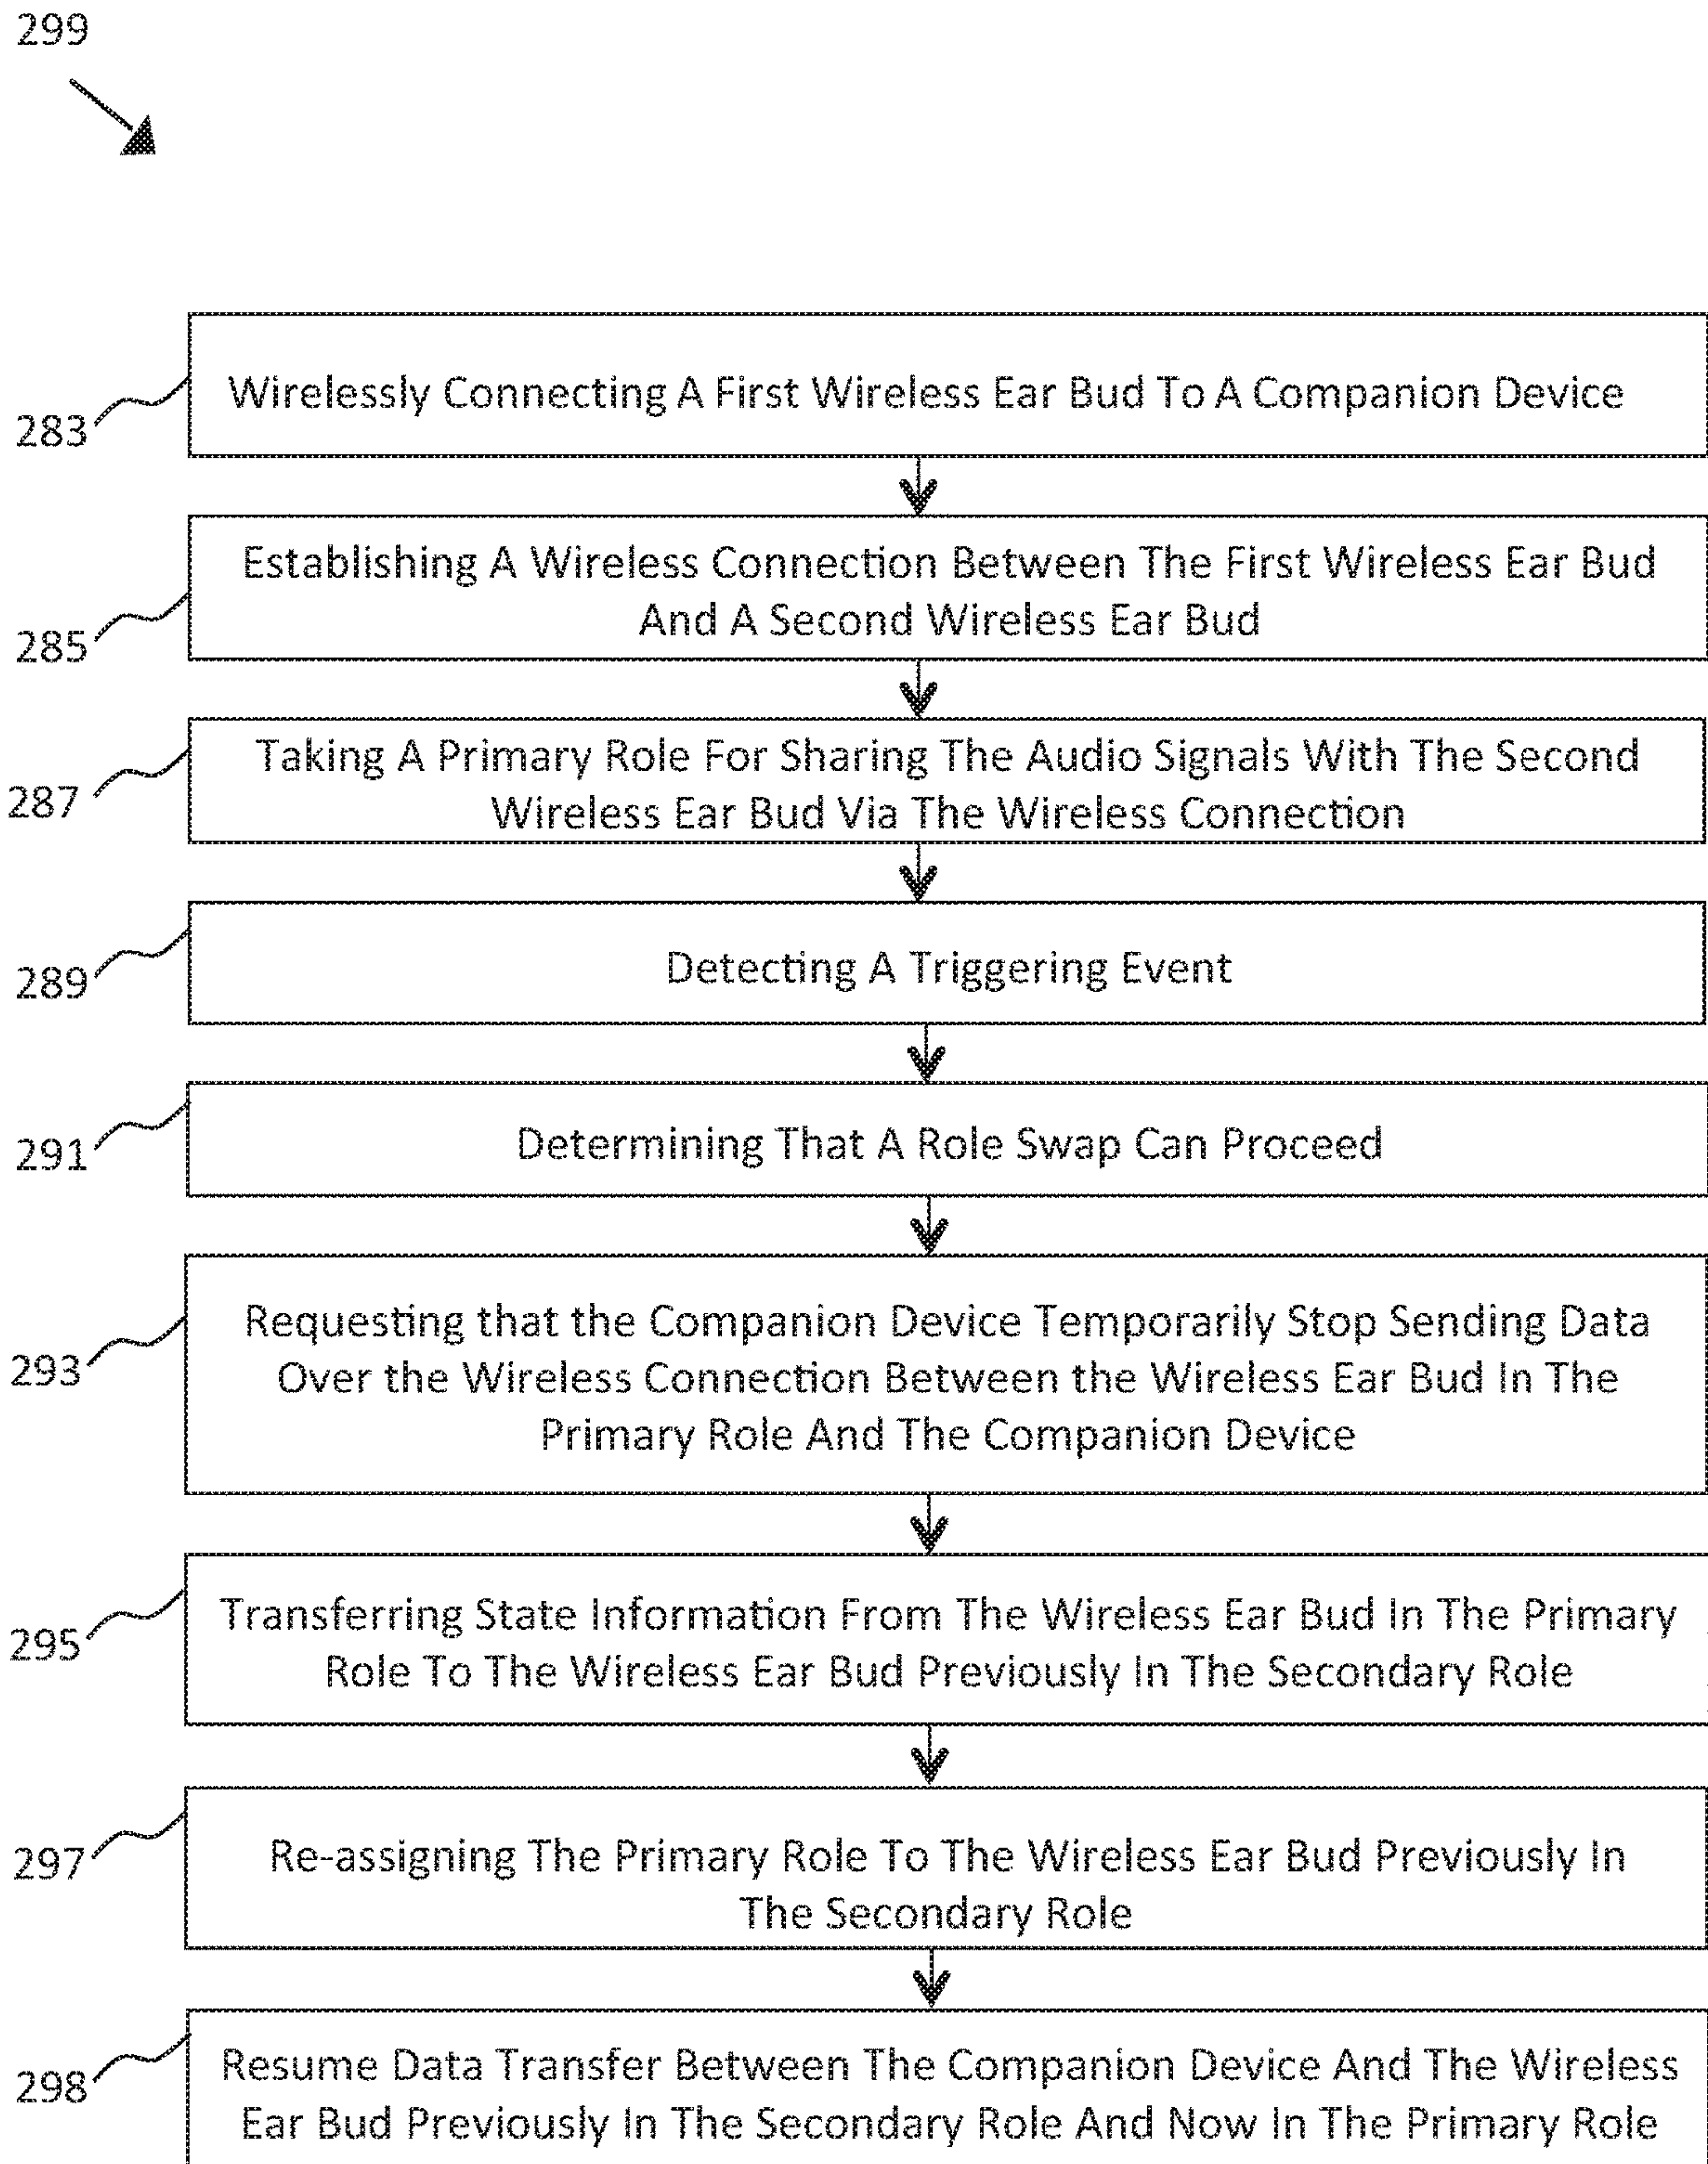 299
283
Wirelessly Connecting A First Wireless Ear Bud To A Companion Device
285
Establishing A Wireless Connection Between The First Wireless Ear Bud
And A Second Wireless Ear Bud
287
Taking A Primary Role For Sharing The Audio Signals With The Second
Wireless Ear Bud Via The Wireless Connection
289
Detecting A Triggering Event
291
Determining That A Role Swap Can Proceed
293
Requesting that the Companion Device Temporarily Stop Sending Data
Over the Wireless Connection Between the Wireless Ear Bud In The
Primary Role And The Companion Device
295
Transferring State Information From The Wireless Ear Bud In The Primary
Role To The Wireless Ear Bud Previously In The Secondary Role
297
Re-assigning The Primary Role To The Wireless Ear Bud Previously In
The Secondary Role
298
Resume Data Transfer Between The Companion Device And The Wireless
Ear Bud Previously In The Secondary Role And Now In The Primary Role